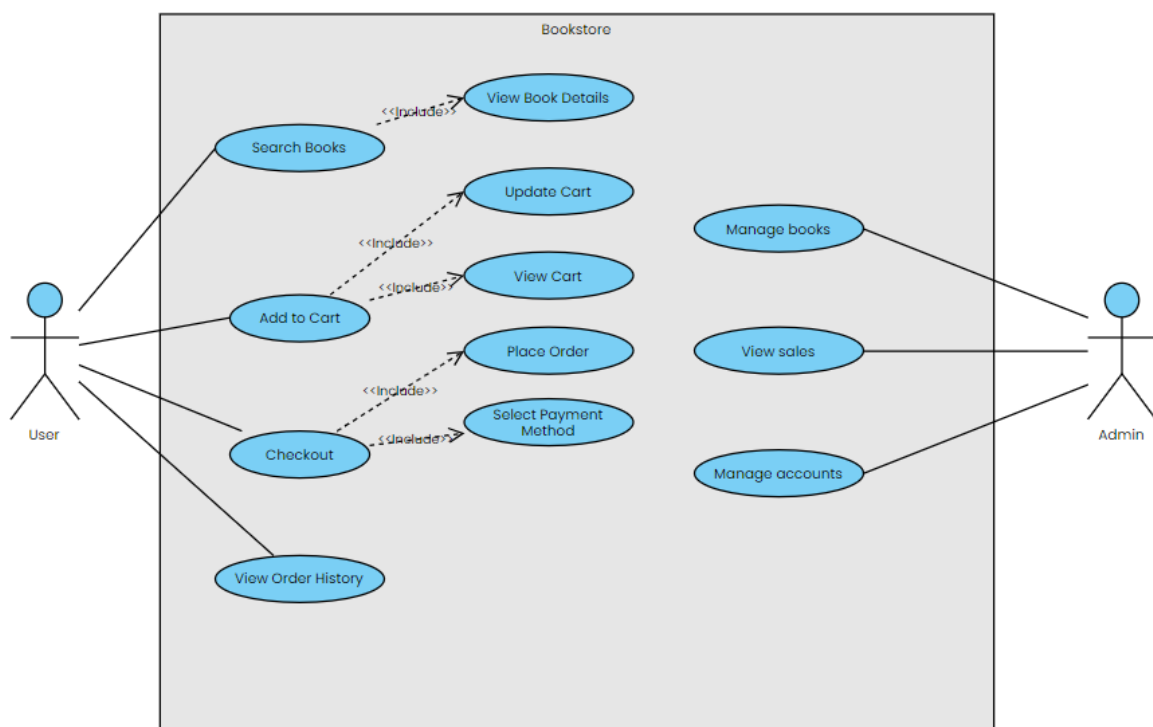 Bookstore
View Book Details
<<Include>>
Search Books
Update Cart
Manage books
<<Include>>
View Cart
<<Include>>
Add to Cart
Place Order
View sales
<<Include>>
Select Payment
Method
<<Include>>
User
Admin
Checkout
Manage accounts
View Order History